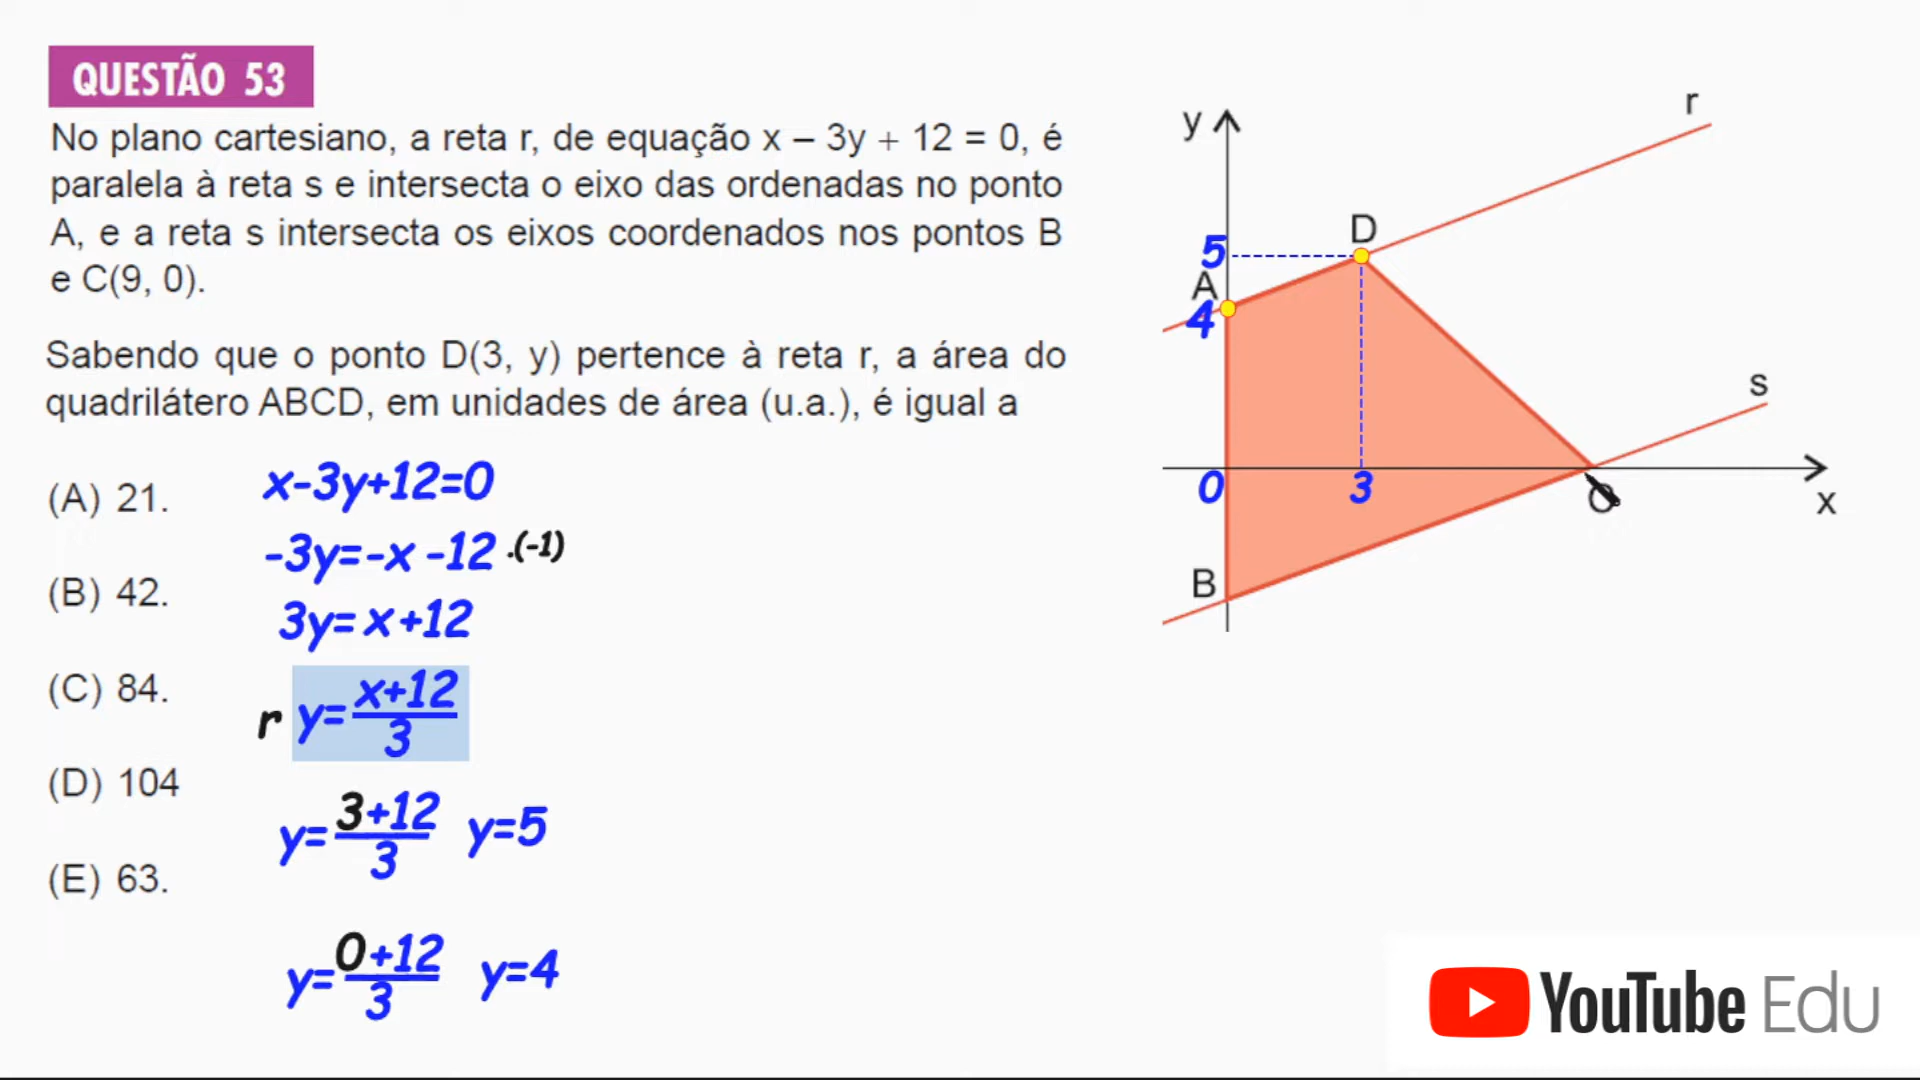 QUESTÃO 53
No plano cartesiano, a reta r, de equação x – 3y + 12 = 0, é
paralela à reta s e intersecta o eixo das ordenadas no ponto
A, e a reta s intersecta os eixos coordenados nos pontos B
e C(9, 0).
Sabendo que o ponto D(3, y) pertence à reta r, a área do
quadrilátero ABCD, em unidades de área (u.a.), é igual a
(A) 21.
(B) 42.
(C) 84.
(D) 104
(E) 63.
x-3y+12=0
-3y=-x -12 .(-1)
3y=x+12
r y=x+12/3
y=3+12/3 y=5
y=0+12/3 y=4
r
y
D
5
A
4
s
0
3
C
x
B
YouTube Edu